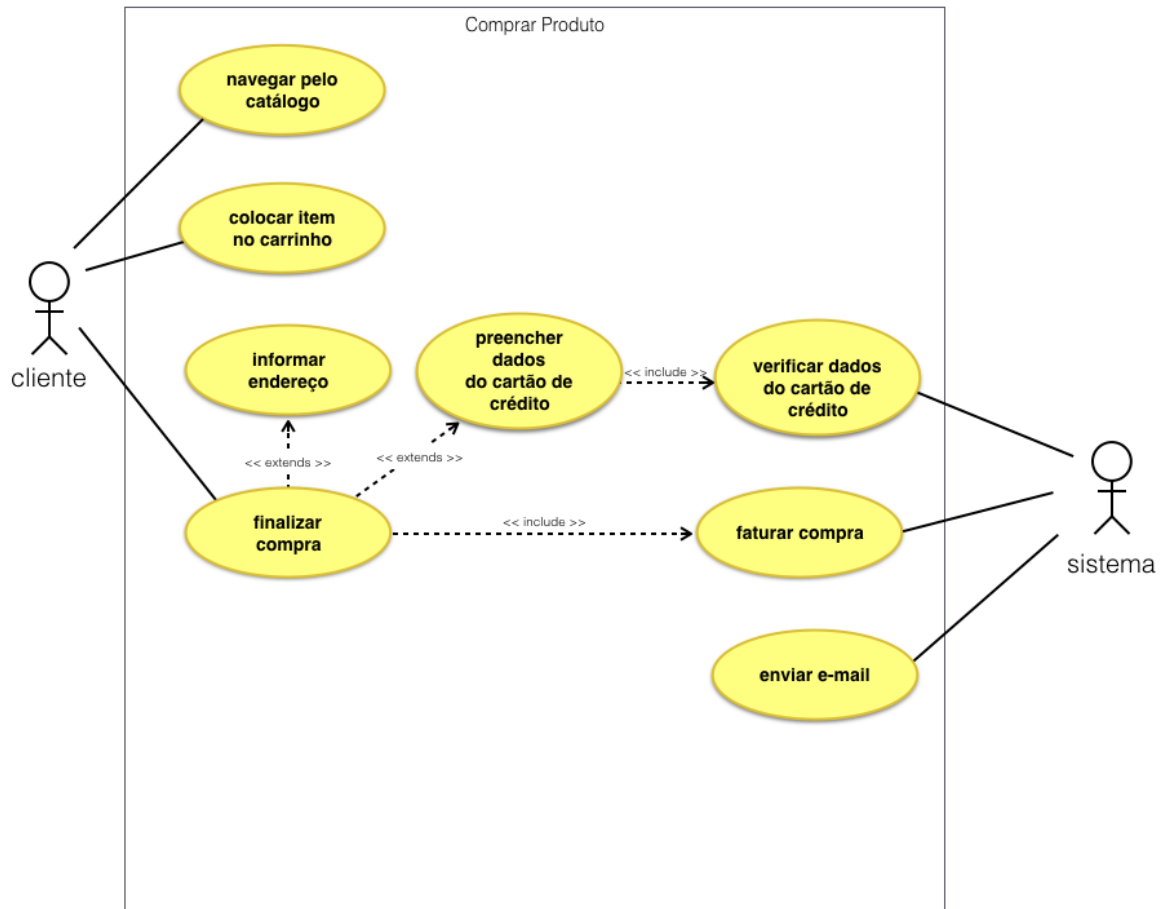 Comprar Produto
navegar pelo
catálogo
colocar item
no carrinho
cliente
informar
endereço
preencher
dados
do cartão de
crédito
<< include >>
verificar dados
do cartão de
crédito
<< extends >>
<< extends >>
finalizar
compra
<< include >>
faturar compra
sistema
enviar e-mail